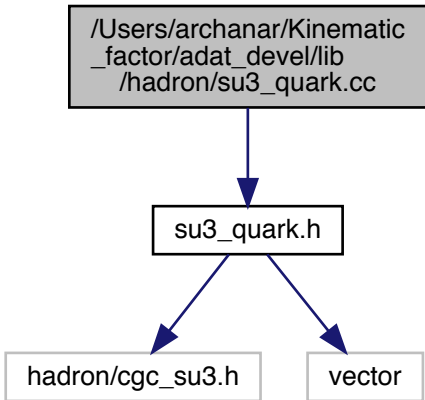 /Users/archanar/Kinematic
_factor/adat_devel/lib
/hadron/su3_quark.cc
su3_quark.h
hadron/cgc_su3.h
vector